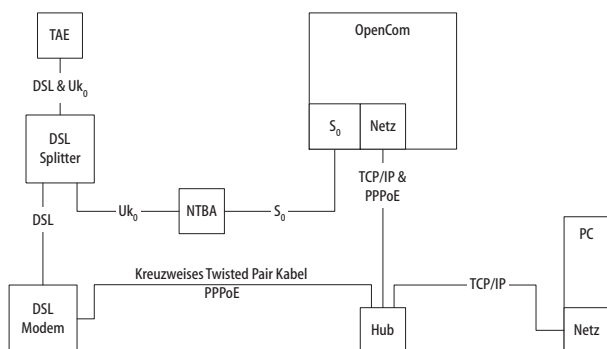 TAE
OpenCom
DSL & Uk0
DSL
Splitter
S0
Netz
TCP/IP &
PPPoE
DSL
Uk0
NTBA
S0
PC
Kreuzweises Twisted Pair Kabel
PPPoE
TCP/IP
DSL
Modem
Hub
Netz